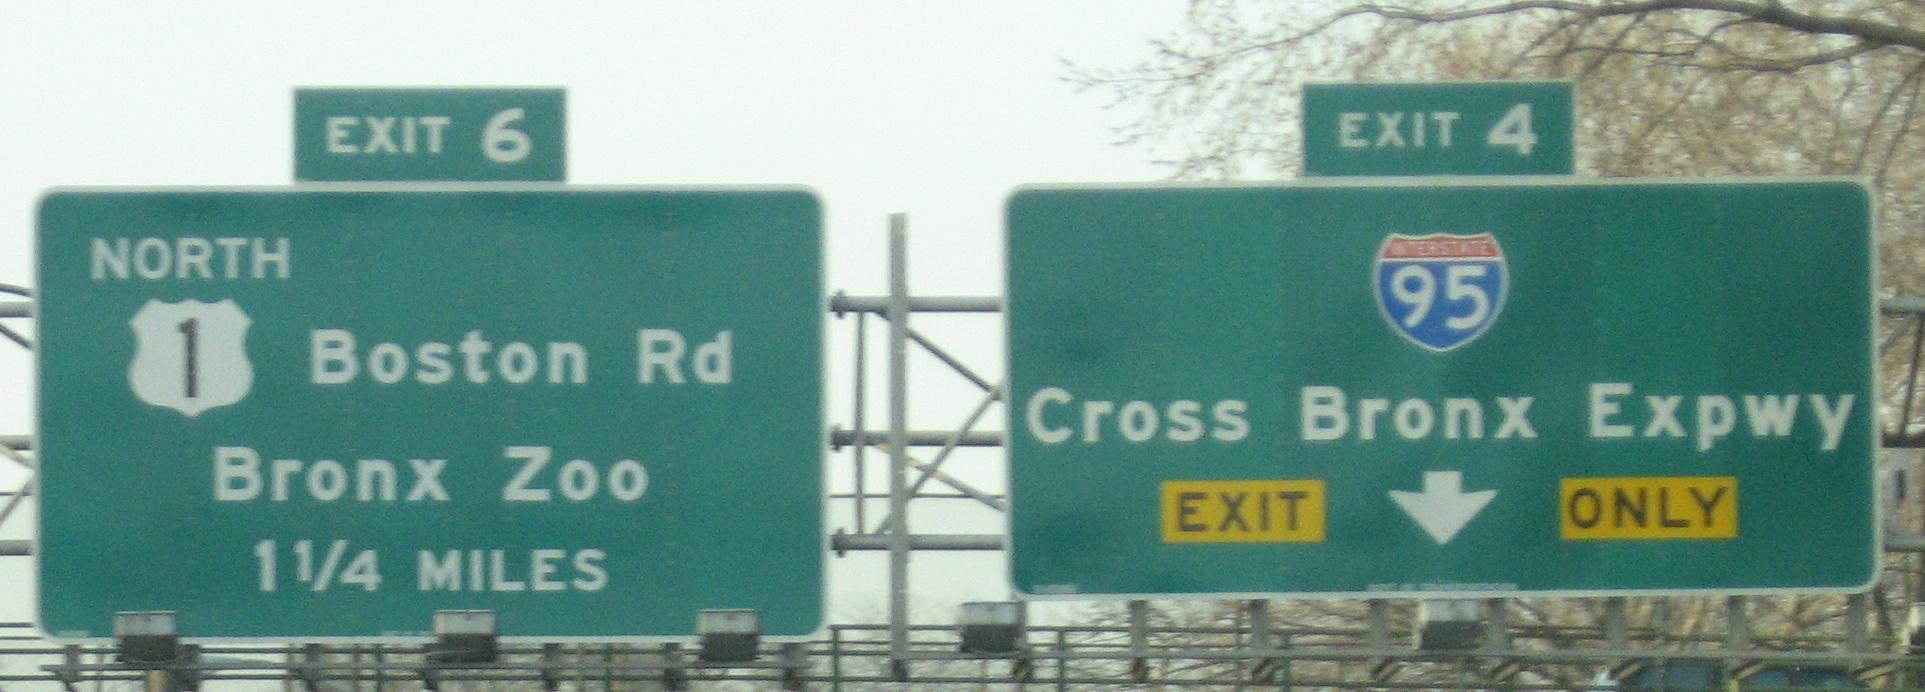 EXIT 6
NORTH
1 Boston Rd
Bronx Zoo
1 1/4 MILES
EXIT 4
INTERSTATE
95
Cross Bronx Expwy
EXIT ONLY